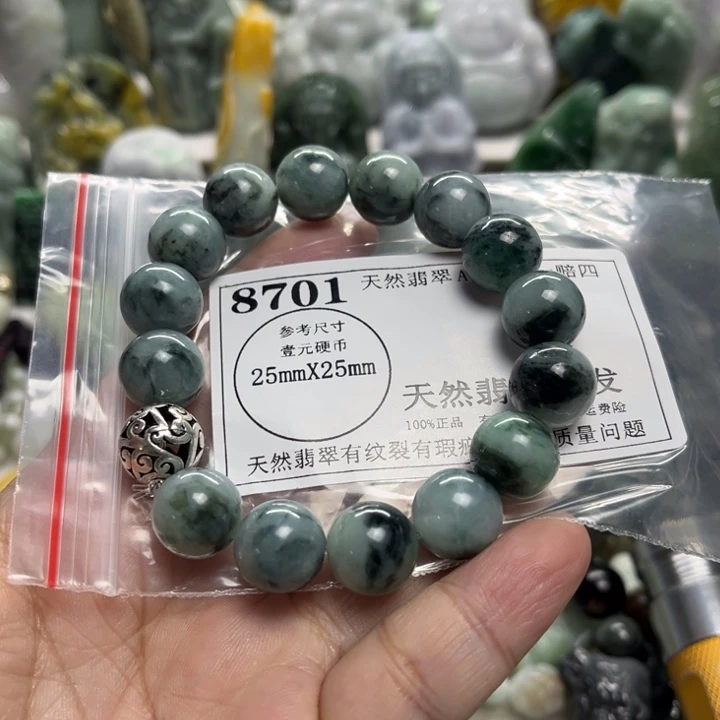 8701 天然翡翠 A 赔四
参考尺寸
壹元硬币
25mmX25mm
天然翡 发
100%正品 运费险
天然翡翠有纹裂有瑕 质量问题